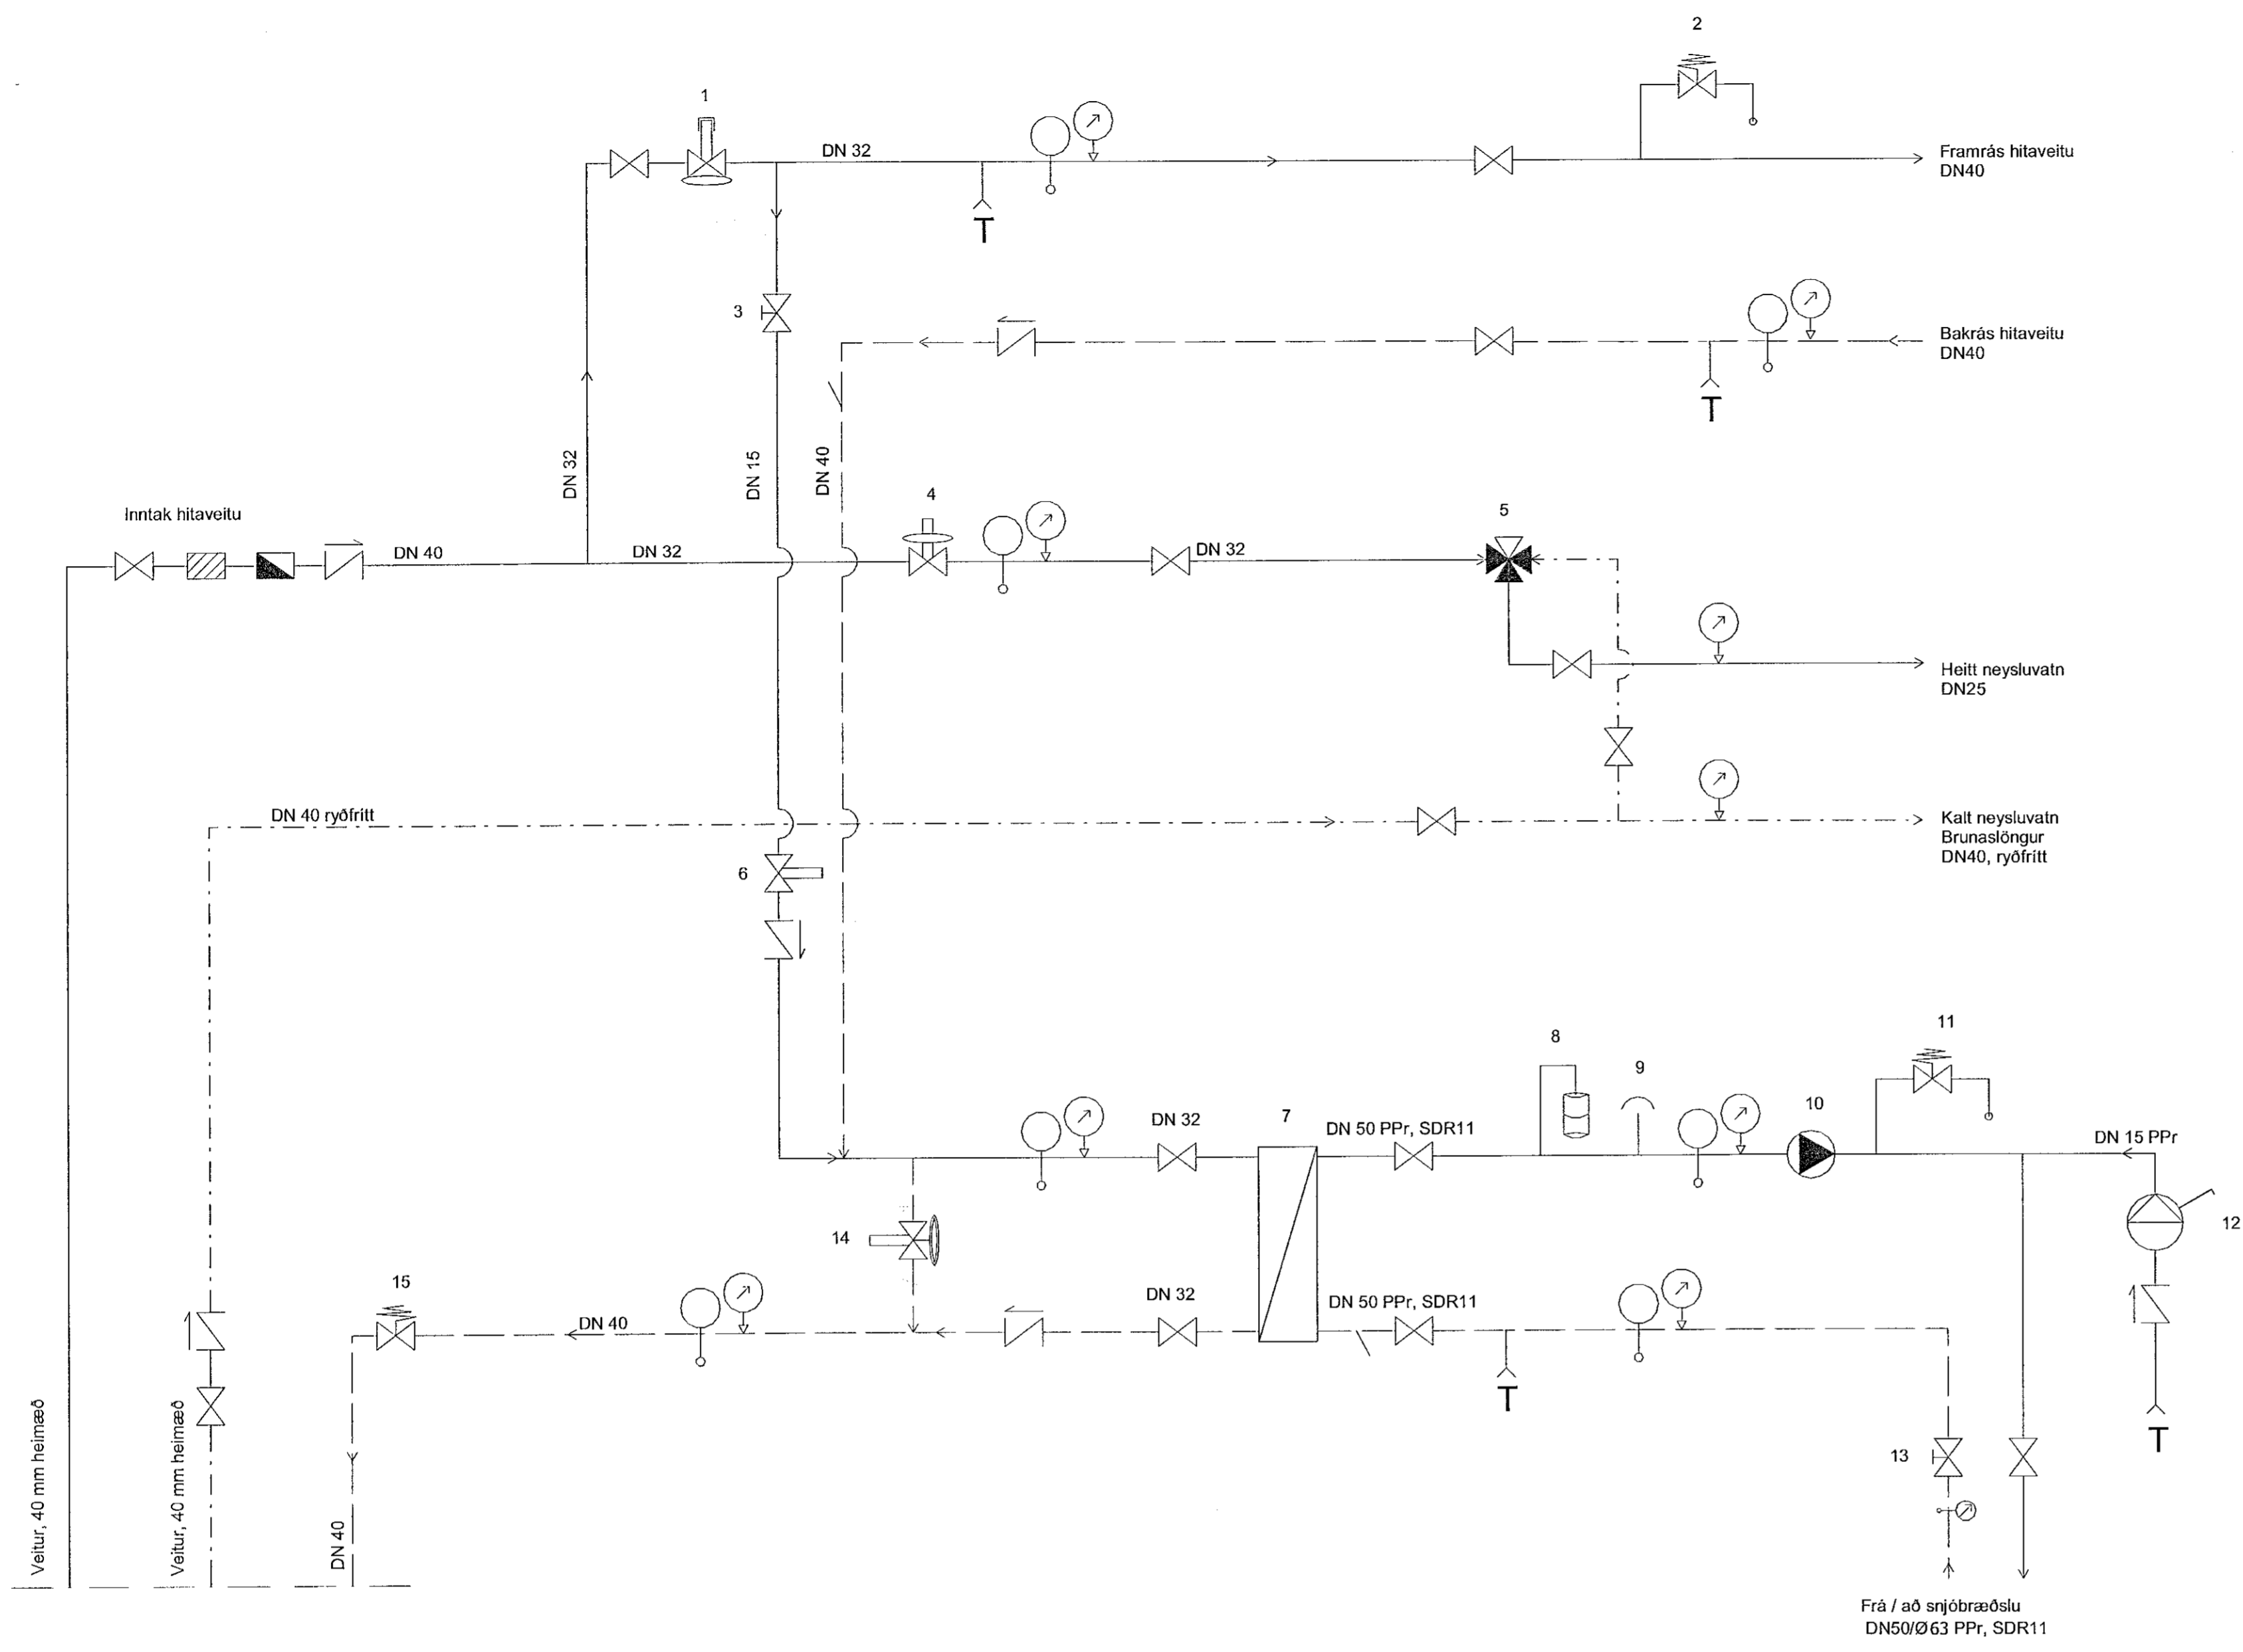 2
1
DN 32
Framrás hitaveitu
DN40
T
3
Bakrás hitaveitu
DN40
T
DN 32
DN 15
DN 40
4
5
Inntak hitaveitu
DN 40
DN 32
DN 32
Heitt neysluvatn
DN25
DN 40 ryðfrítt
Kalt neysluvatn
Brunaslöngur
DN40, ryðfrítt
6
11
8
9
7
10
DN 32
DN 50 PPr, SDR11
DN 15 PPr
12
14
15
DN 40
DN 32
DN 50 PPr, SDR11
T
T
13
Veitur, 40 mm heimæð
Veitur, 40 mm heimæð
DN 40
Frá / að snjóbræðslu
DN50/Ø63 PPr, SDR11